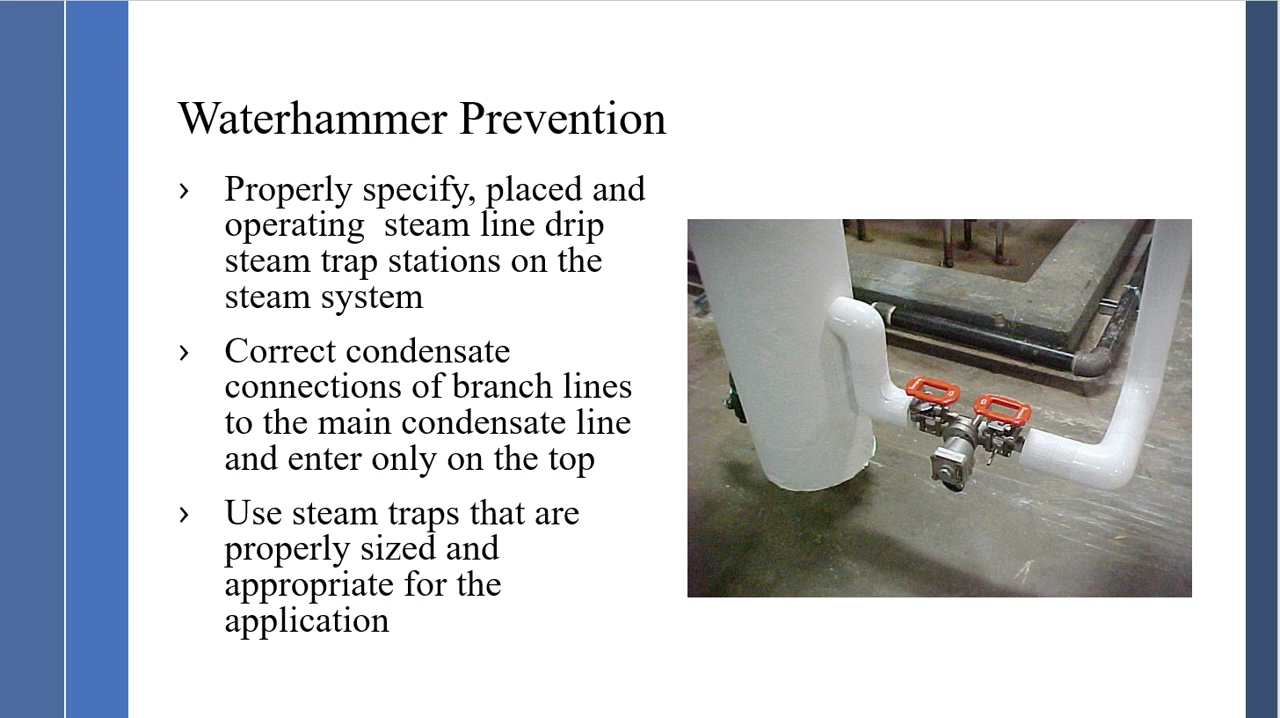 Waterhammer Prevention
› Properly specify, placed and
operating  steam line drip
steam trap stations on the
steam system
› Correct condensate
connections of branch lines
to the main condensate line
and enter only on the top
› Use steam traps that are
properly sized and
appropriate for the
application